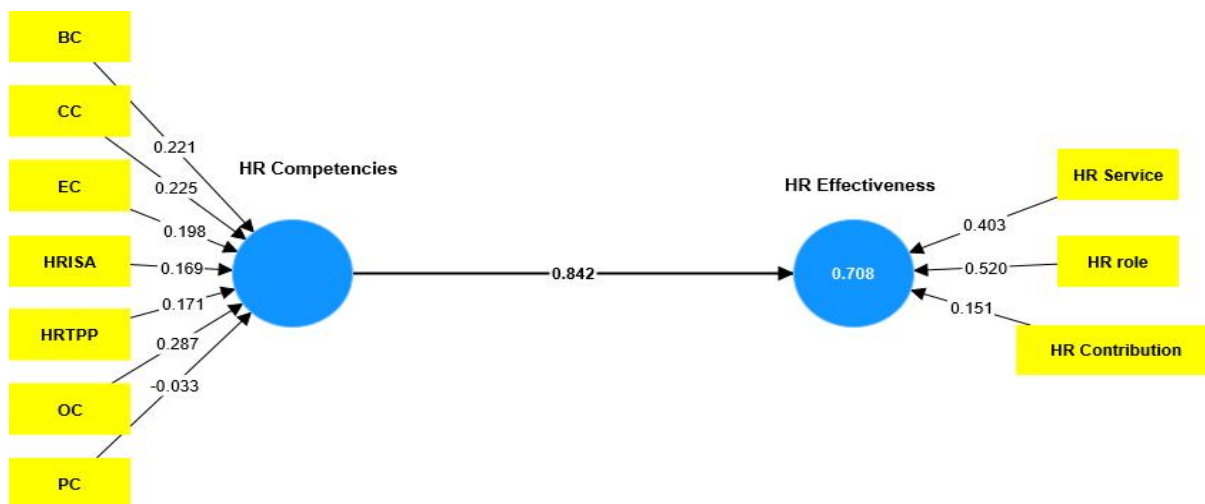 BC
CC
EC
HRISA
HRTPP
OC
PC
0.221
0.225
0.198
0.169
0.171
0.287
-0.033
HR Competencies
0.842
HR Effectiveness
0.708
0.403
0.520
0.151
HR Service
HR role
HR Contribution